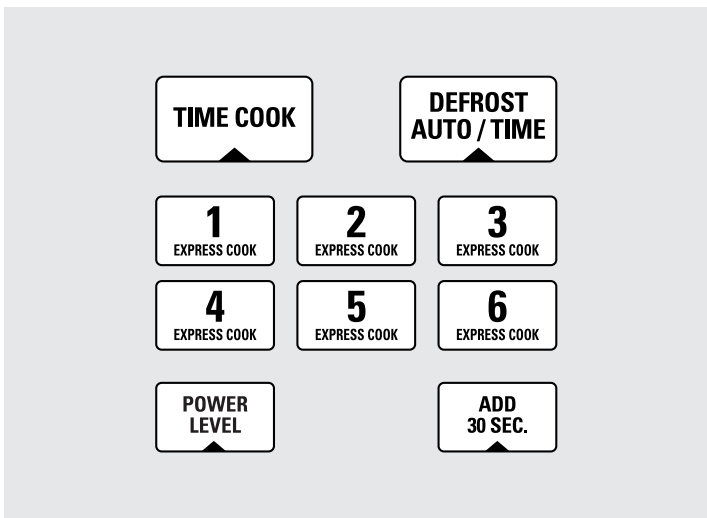 TIME COOK
DEFROST
AUTO / TIME
1
EXPRESS COOK
2
EXPRESS COOK
3
EXPRESS COOK
4
EXPRESS COOK
5
EXPRESS COOK
6
EXPRESS COOK
POWER
LEVEL
ADD
30 SEC.